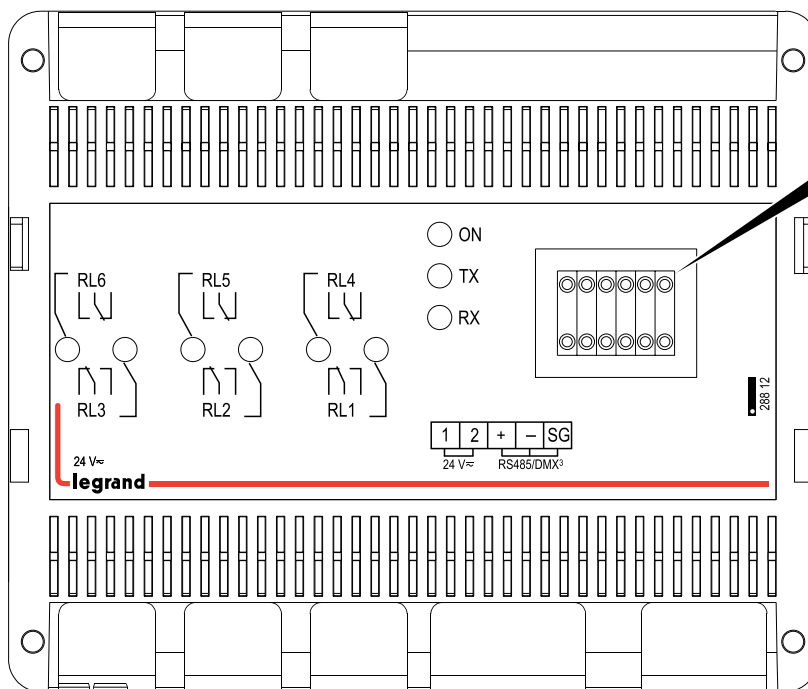 ON
TX
RX
RL6 RL5 RL4
RL3 RL2 RL1
1 2 + – SG
24 V⎓ RS485/DMX³
24 V⎓
legrand
288 12